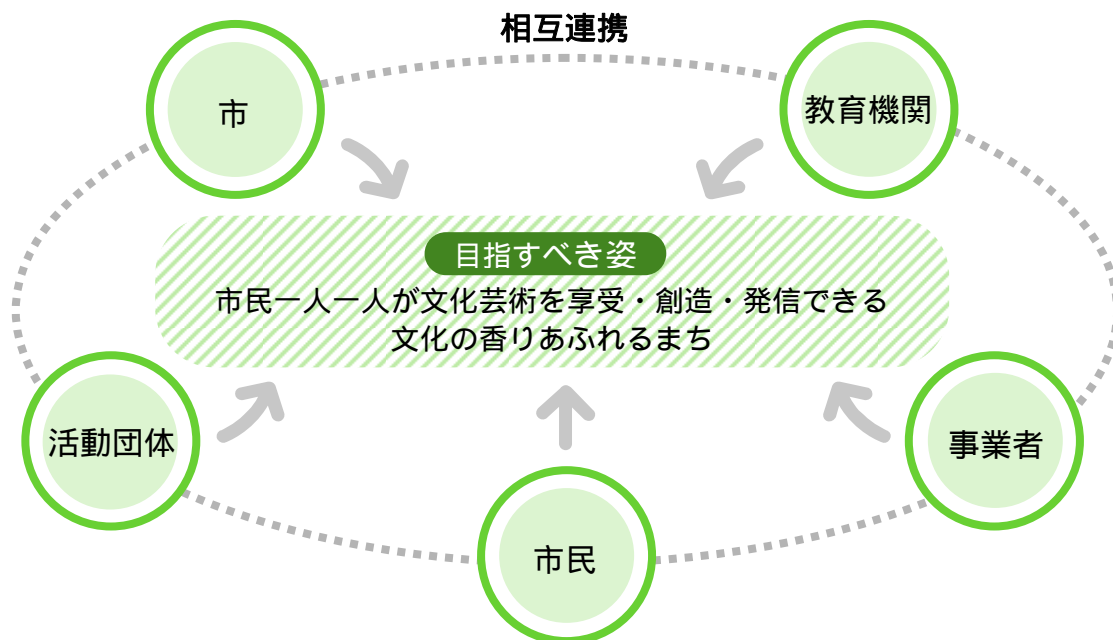 相互連携
市
教育機関
目指すべき姿
市民一人一人が文化芸術を享受・創造・発信できる
文化の香りあふれるまち
活動団体
事業者
市民